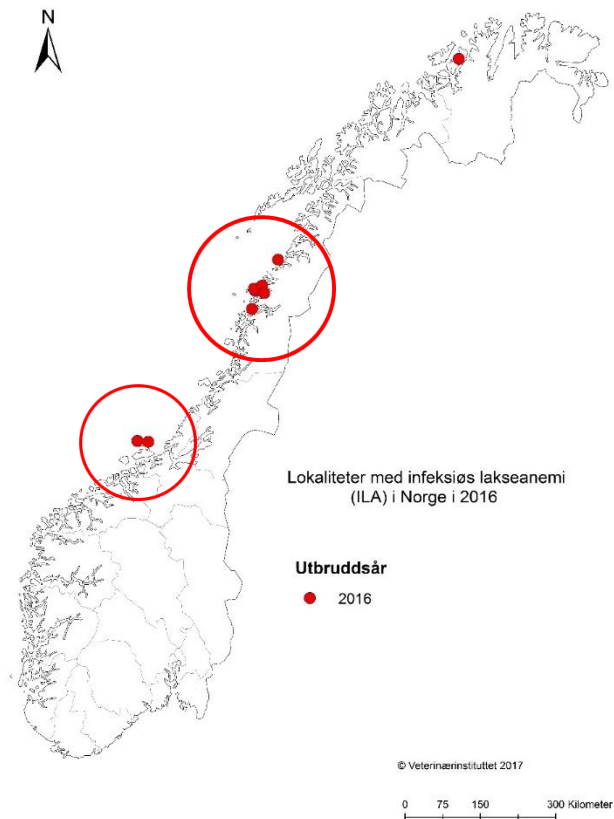 N
Lokaliteter med infeksiøs lakseanemi
(ILA) i Norge i 2016
Utbruddsår
2016
© Veterinærinstituttet 2017
0 75 150 300 Kilometer